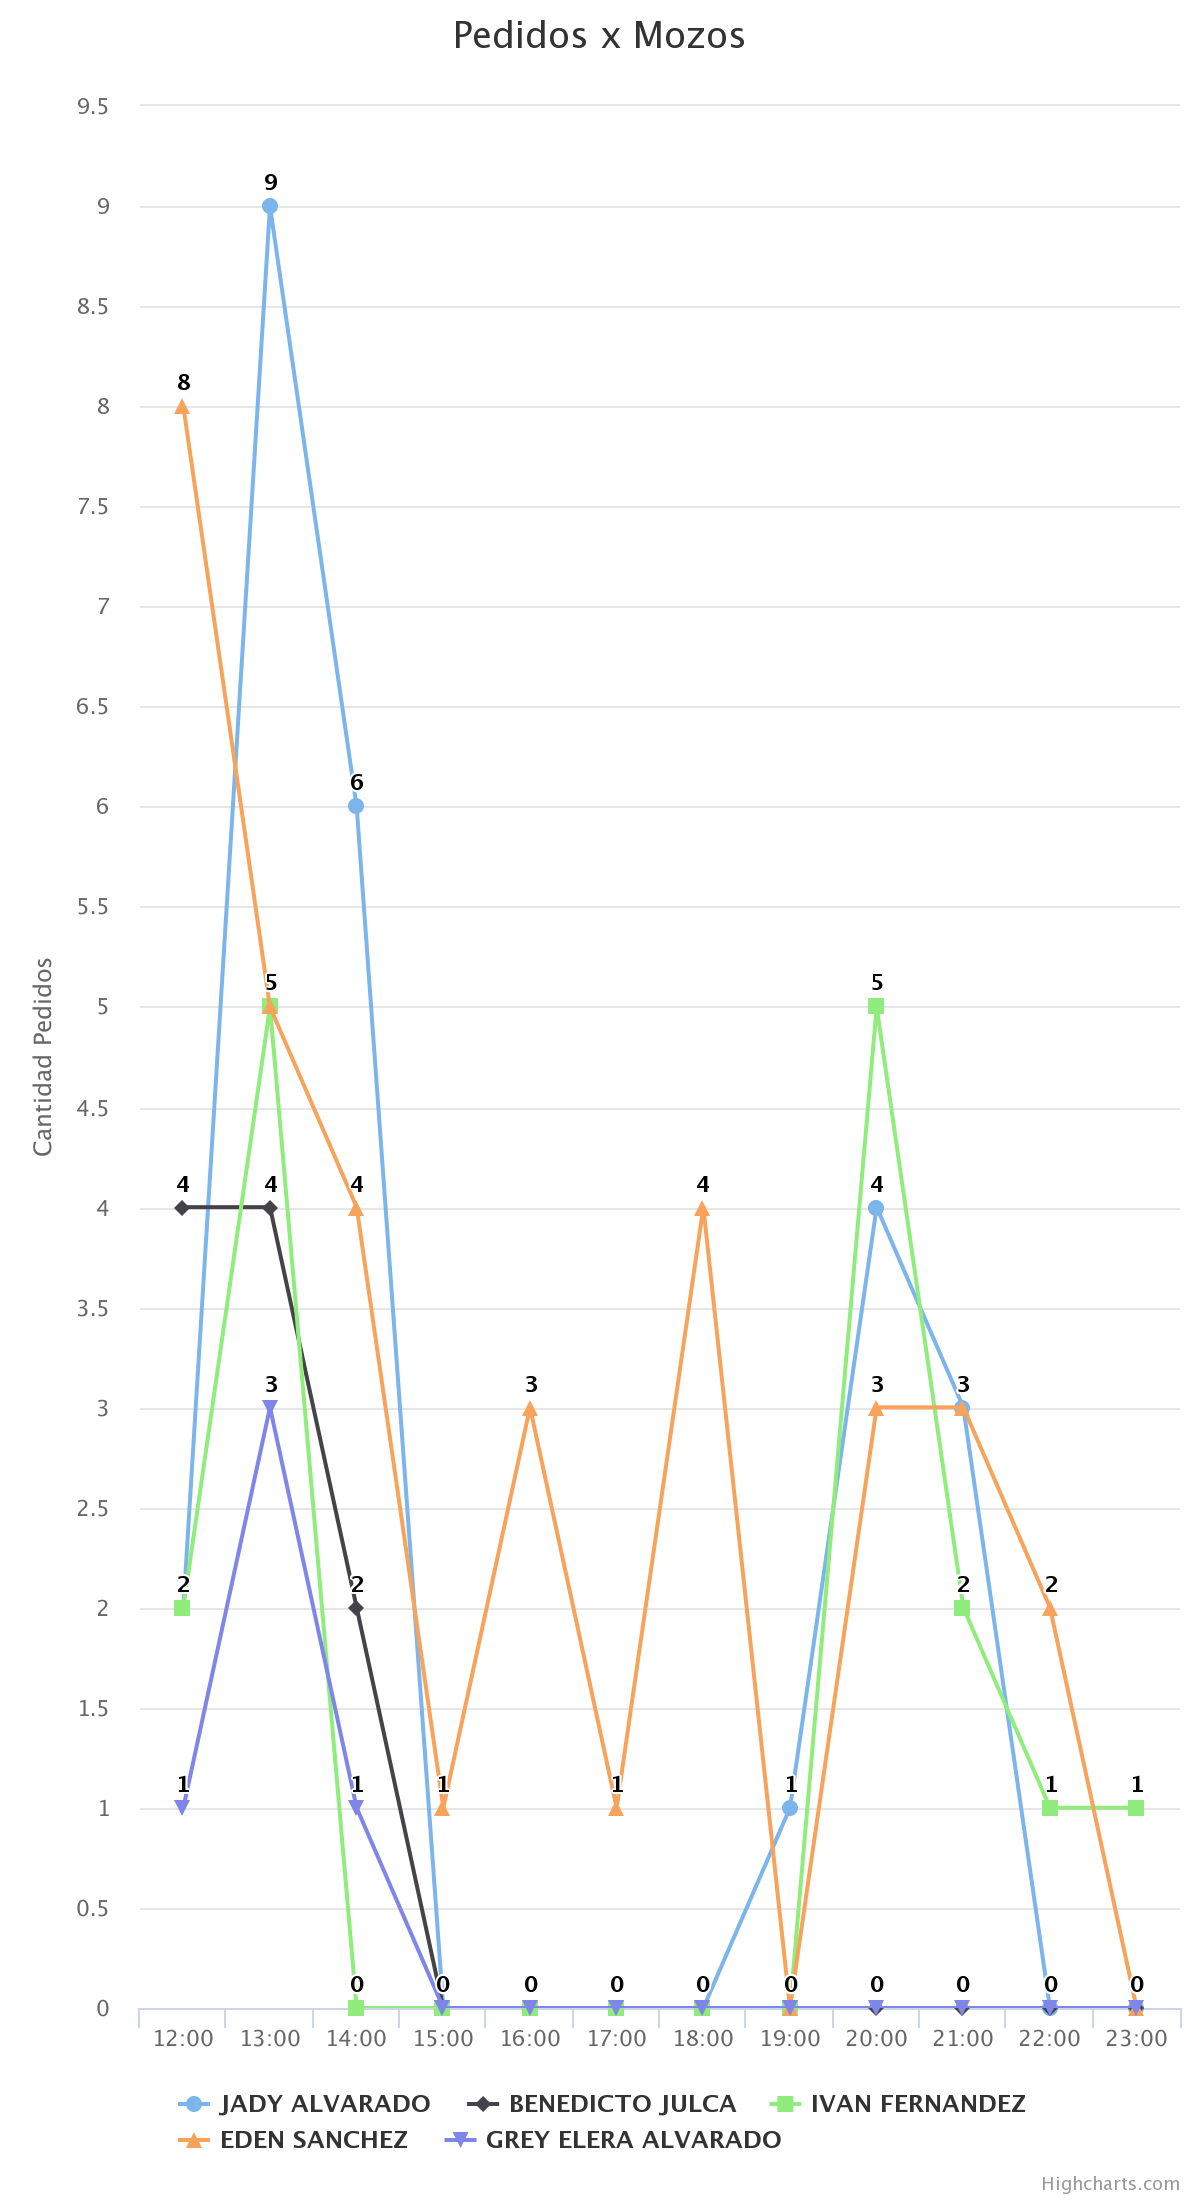 Pedidos x Mozos
9.5
9
9
8.5
8
8
7.5
7
6.5
6
6
5.5
5
5
5
Cantidad Pedidos
4.5
4 4 4 4 4
4
3.5
3 3 3 3
3
2.5
2 2 2 2
2
1.5
1 1 1 1 1 1 1
1
0.5
0 0 0 0 0 0 0 0 0 0
0
12:00 13:00 14:00 15:00 16:00 17:00 18:00 19:00 20:00 21:00 22:00 23:00
JADY ALVARADO BENEDICTO JULCA IVAN FERNANDEZ
EDEN SANCHEZ GREY ELERA ALVARADO
Highcharts.com